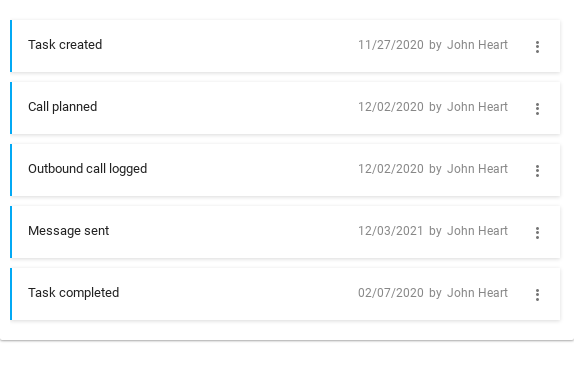 Task created 11/27/2020 by John Heart
Call planned 12/02/2020 by John Heart
Outbound call logged 12/02/2020 by John Heart
Message sent 12/03/2021 by John Heart
Task completed 02/07/2020 by John Heart